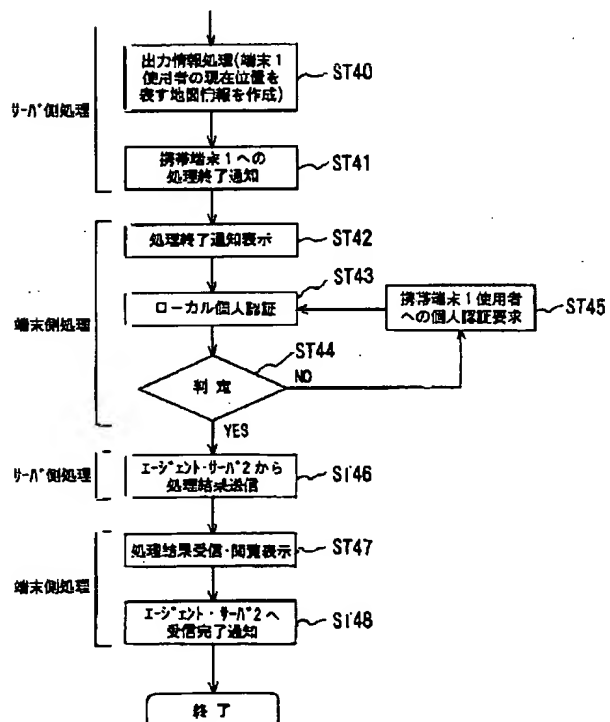 出力情報処理(端末1
使用者の現在位置を
表す地図情報を作成)
ST40
サーバ側処理
携帯端末1への
処理終了通知
ST41
処理終了通知表示
ST42
ST43
ローカル個人認証
携帯端末1使用者
への個人認証要求
ST45
端末側処理
ST44
判定
NO
YES
サーバ側処理
エージェント・サーバ2から
処理結果送信
ST46
処理結果受信・閲覧表示
ST47
端末側処理
エージェント・サーバ2へ
受信完了通知
ST48
終了